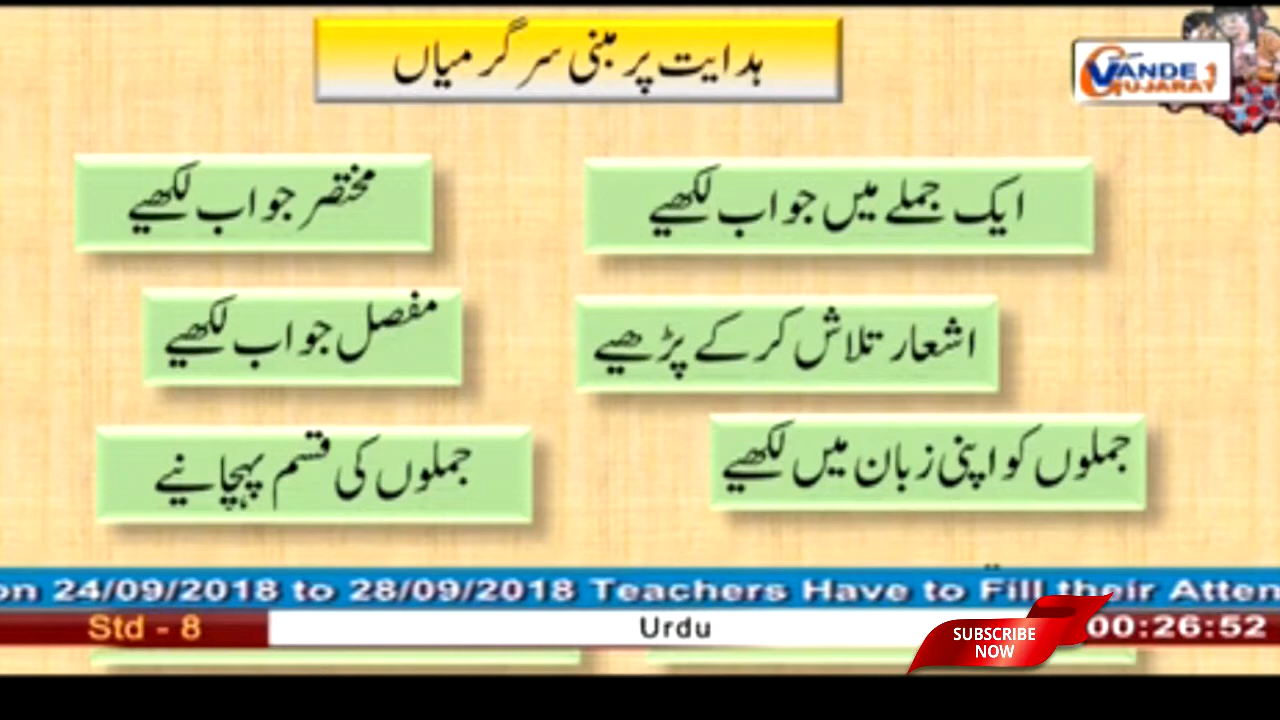 ہدایت پر مبنی سرگرمیاں
VANDE 1
GUJARAT
ایک جملے میں جواب لکھیے
مختصر جواب لکھیے
اشعار تلاش کر کے پڑھیے
مفصل جواب لکھیے
جملوں کو اپنی زبان میں لکھیے
جملوں کی قسم پہچانیے
on 24/09/2018 to 28/09/2018 Teachers Have to Fill their Atten
Std - 8
Urdu
SUBSCRIBE
NOW
00:26:52